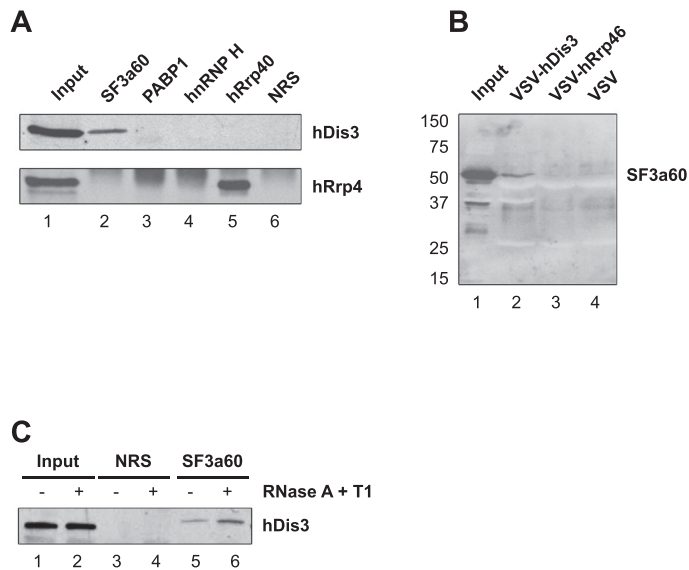 A
Input SF3a60 PABP1 hnRNP H hRrp40 NRS
hDis3
hRrp4
1 2 3 4 5 6
B
Input VSV-hDis3 VSV-hRrp46 VSV
150
75
50
37
25
15
SF3a60
1 2 3 4
C
Input NRS SF3a60
- + - + - + RNase A + T1
hDis3
1 2 3 4 5 6